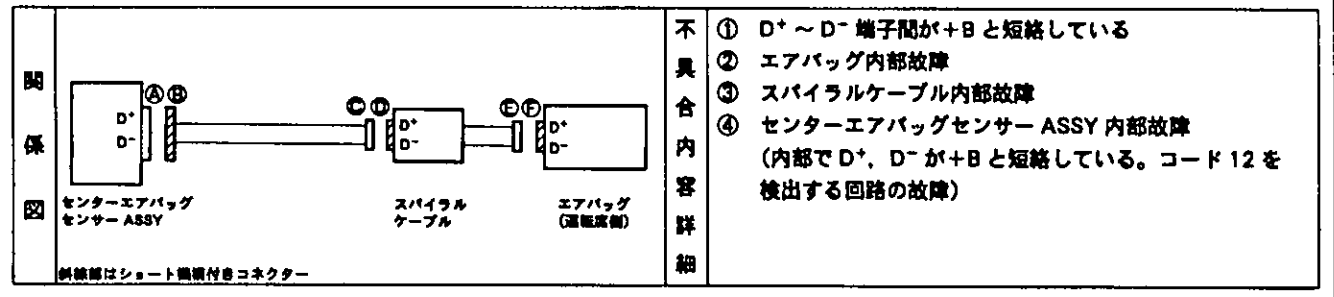 関係図
Ⓐ Ⓑ Ⓒ Ⓓ Ⓔ Ⓕ
D⁺ D⁺ D⁺
D⁻ D⁻ D⁻
センターエアバッグ
センサー ASSY
スパイラル
ケーブル
エアバッグ
(運転席側)
斜線部はショート機構付きコネクター
不具合内容詳細
① D⁺ ~ D⁻ 端子間が+Bと短絡している
② エアバッグ内部故障
③ スパイラルケーブル内部故障
④ センターエアバッグセンサー ASSY 内部故障
(内部で D⁺, D⁻ が+Bと短絡している。コード 12 を
検出する回路の故障)